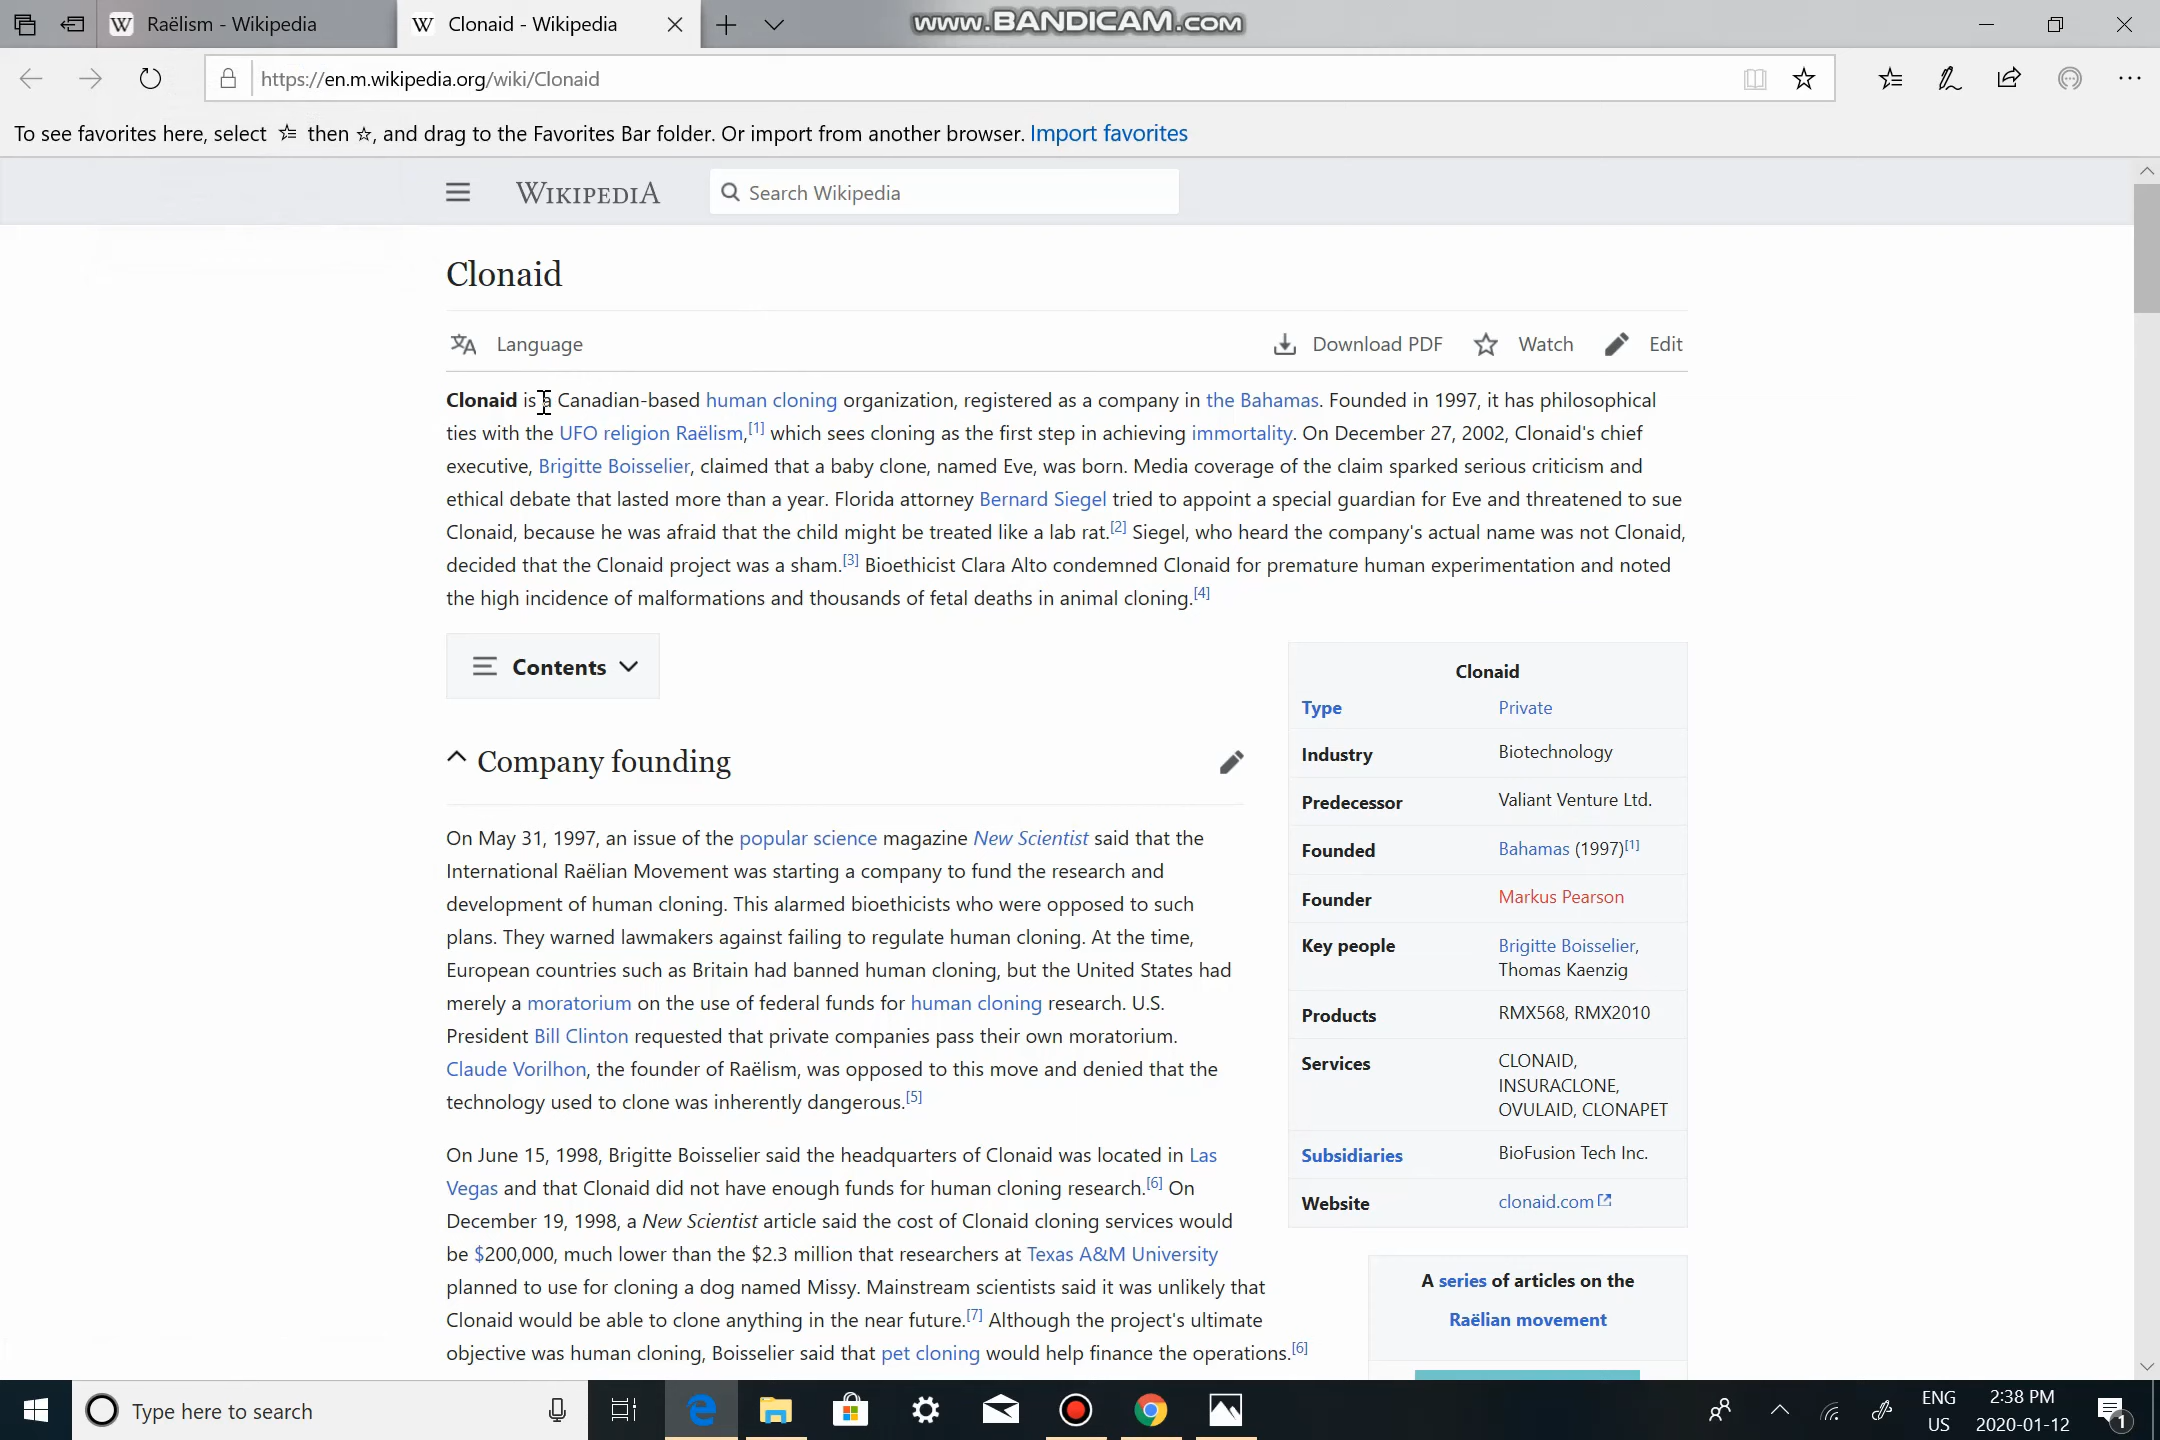 Raëlism - Wikipedia
Clonaid - Wikipedia
www.BANDICAM.com
https://en.m.wikipedia.org/wiki/Clonaid
To see favorites here, select then ☆, and drag to the Favorites Bar folder. Or import from another browser. Import favorites
WIKIPEDIA
Search Wikipedia
Clonaid
Language
Download PDF
Watch
Edit
Clonaid is a Canadian-based human cloning organization, registered as a company in the Bahamas. Founded in 1997, it has philosophical
ties with the UFO religion Raëlism,[1] which sees cloning as the first step in achieving immortality. On December 27, 2002, Clonaid's chief
executive, Brigitte Boisselier, claimed that a baby clone, named Eve, was born. Media coverage of the claim sparked serious criticism and
ethical debate that lasted more than a year. Florida attorney Bernard Siegel tried to appoint a special guardian for Eve and threatened to sue
Clonaid, because he was afraid that the child might be treated like a lab rat.[2] Siegel, who heard the company's actual name was not Clonaid,
decided that the Clonaid project was a sham.[3] Bioethicist Clara Alto condemned Clonaid for premature human experimentation and noted
the high incidence of malformations and thousands of fetal deaths in animal cloning.[4]
Contents
Company founding
On May 31, 1997, an issue of the popular science magazine New Scientist said that the
International Raëlian Movement was starting a company to fund the research and
development of human cloning. This alarmed bioethicists who were opposed to such
plans. They warned lawmakers against failing to regulate human cloning. At the time,
European countries such as Britain had banned human cloning, but the United States had
merely a moratorium on the use of federal funds for human cloning research. U.S.
President Bill Clinton requested that private companies pass their own moratorium.
Claude Vorilhon, the founder of Raëlism, was opposed to this move and denied that the
technology used to clone was inherently dangerous.[5]
On June 15, 1998, Brigitte Boisselier said the headquarters of Clonaid was located in Las
Vegas and that Clonaid did not have enough funds for human cloning research.[6] On
December 19, 1998, a New Scientist article said the cost of Clonaid cloning services would
be $200,000, much lower than the $2.3 million that researchers at Texas A&M University
planned to use for cloning a dog named Missy. Mainstream scientists said it was unlikely that
Clonaid would be able to clone anything in the near future.[7] Although the project's ultimate
objective was human cloning, Boisselier said that pet cloning would help finance the operations.[6]
Clonaid
Type Private
Industry Biotechnology
Predecessor Valiant Venture Ltd.
Founded Bahamas (1997)[1]
Founder Markus Pearson
Key people Brigitte Boisselier,
Thomas Kaenzig
Products RMX568, RMX2010
Services CLONAID,
INSURACLONE,
OVULAID, CLONAPET
Subsidiaries BioFusion Tech Inc.
Website clonaid.com
A series of articles on the
Raëlian movement
Type here to search
ENG
US
2:38 PM
2020-01-12
1